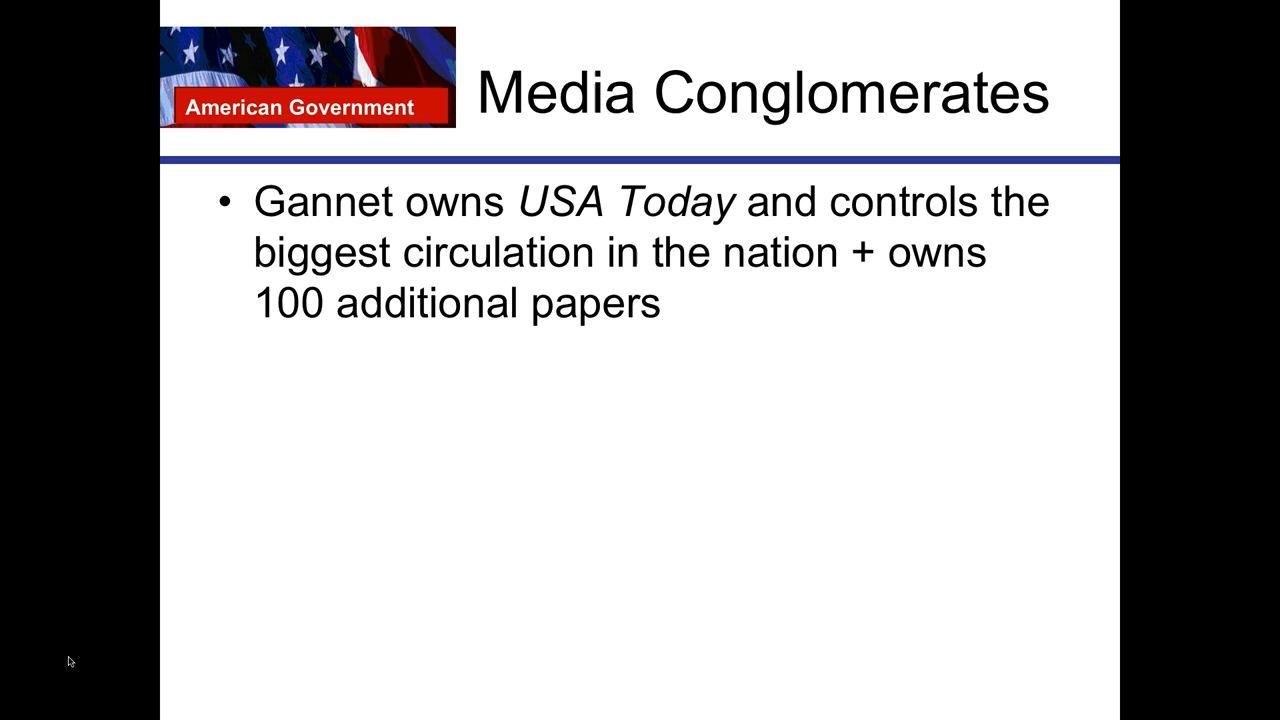 American Government
Media Conglomerates
• Gannet owns USA Today and controls the
biggest circulation in the nation + owns
100 additional papers